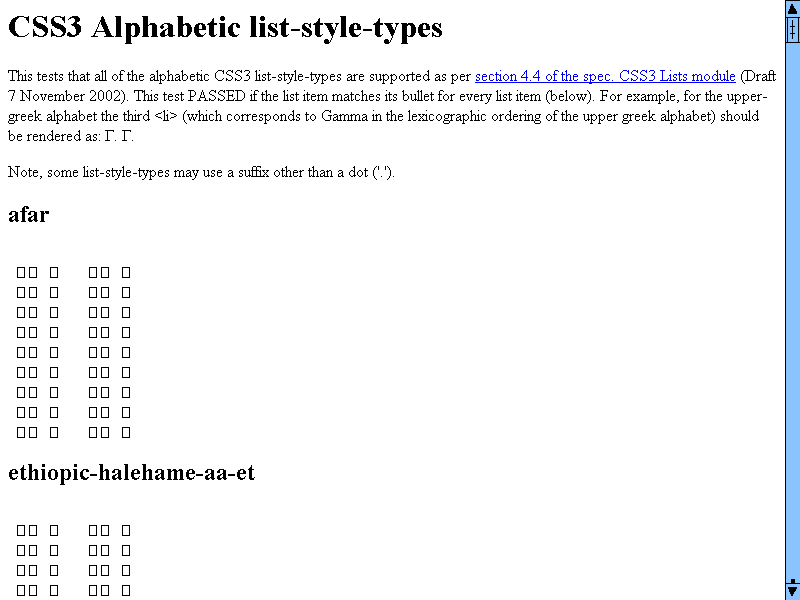 CSS3 Alphabetic list-style-types
This tests that all of the alphabetic CSS3 list-style-types are supported as per section 4.4 of the spec. CSS3 Lists module (Draft
7 November 2002). This test PASSED if the list item matches its bullet for every list item (below). For example, for the upper-
greek alphabet the third <li> (which corresponds to Gamma in the lexicographic ordering of the upper greek alphabet) should
be rendered as: Γ. Γ.
Note, some list-style-types may use a suffix other than a dot ('.').
afar
ethiopic-halehame-aa-et